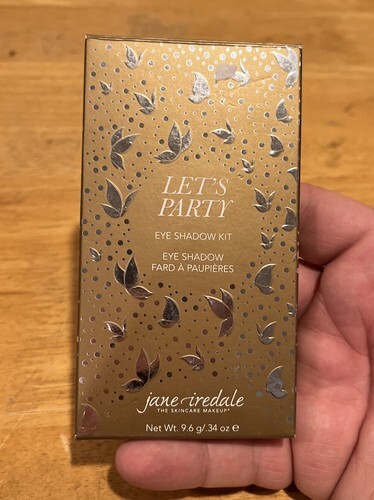 LET'S
PARTY
EYE SHADOW KIT
EYE SHADOW
FARD À PAUPIÈRES
jane iredale
THE SKINCARE MAKEUP®
Net Wt. 9.6 g/.34 oz e